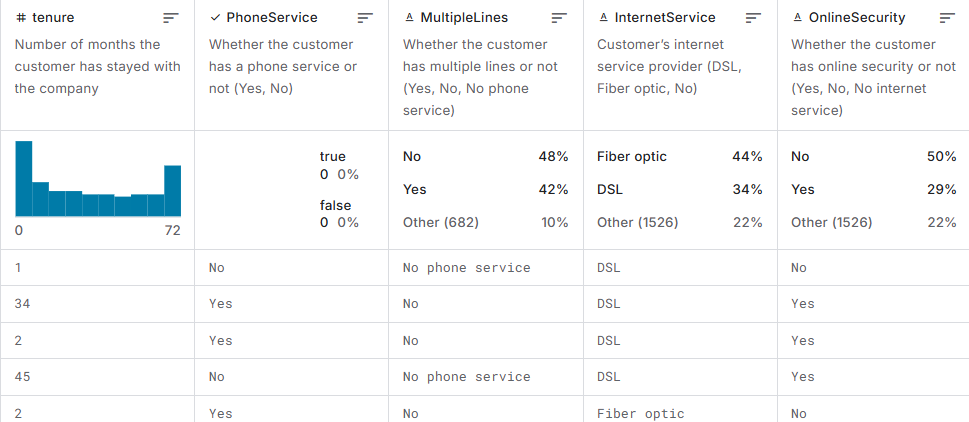 # tenure PhoneService MultipleLines InternetService OnlineSecurity
Number of months the
customer has stayed with
the company
Whether the customer
has a phone service or
not (Yes, No)
Whether the customer
has multiple lines or not
(Yes, No, No phone
service)
Customer’s internet
service provider (DSL,
Fiber optic, No)
Whether the customer
has online security or not
(Yes, No, No internet
service)
0 72
true
0 0%
false
0 0%
No 48%
Yes 42%
Other (682) 10%
Fiber optic 44%
DSL 34%
Other (1526) 22%
No 50%
Yes 29%
Other (1526) 22%
1 No No phone service DSL No
34 Yes No DSL Yes
2 Yes No DSL Yes
45 No No phone service DSL Yes
2 Yes No Fiber optic No